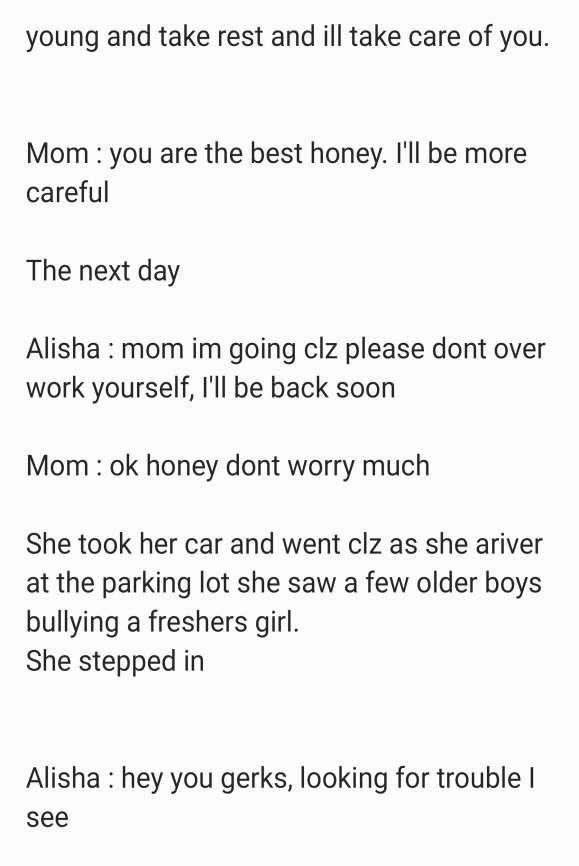 young and take rest and ill take care of you.
Mom : you are the best honey. I'll be more
careful
The next day
Alisha : mom im going clz please dont over
work yourself, I'll be back soon
Mom : ok honey dont worry much
She took her car and went clz as she ariver
at the parking lot she saw a few older boys
bullying a freshers girl.
She stepped in
Alisha : hey you gerks, looking for trouble I
see